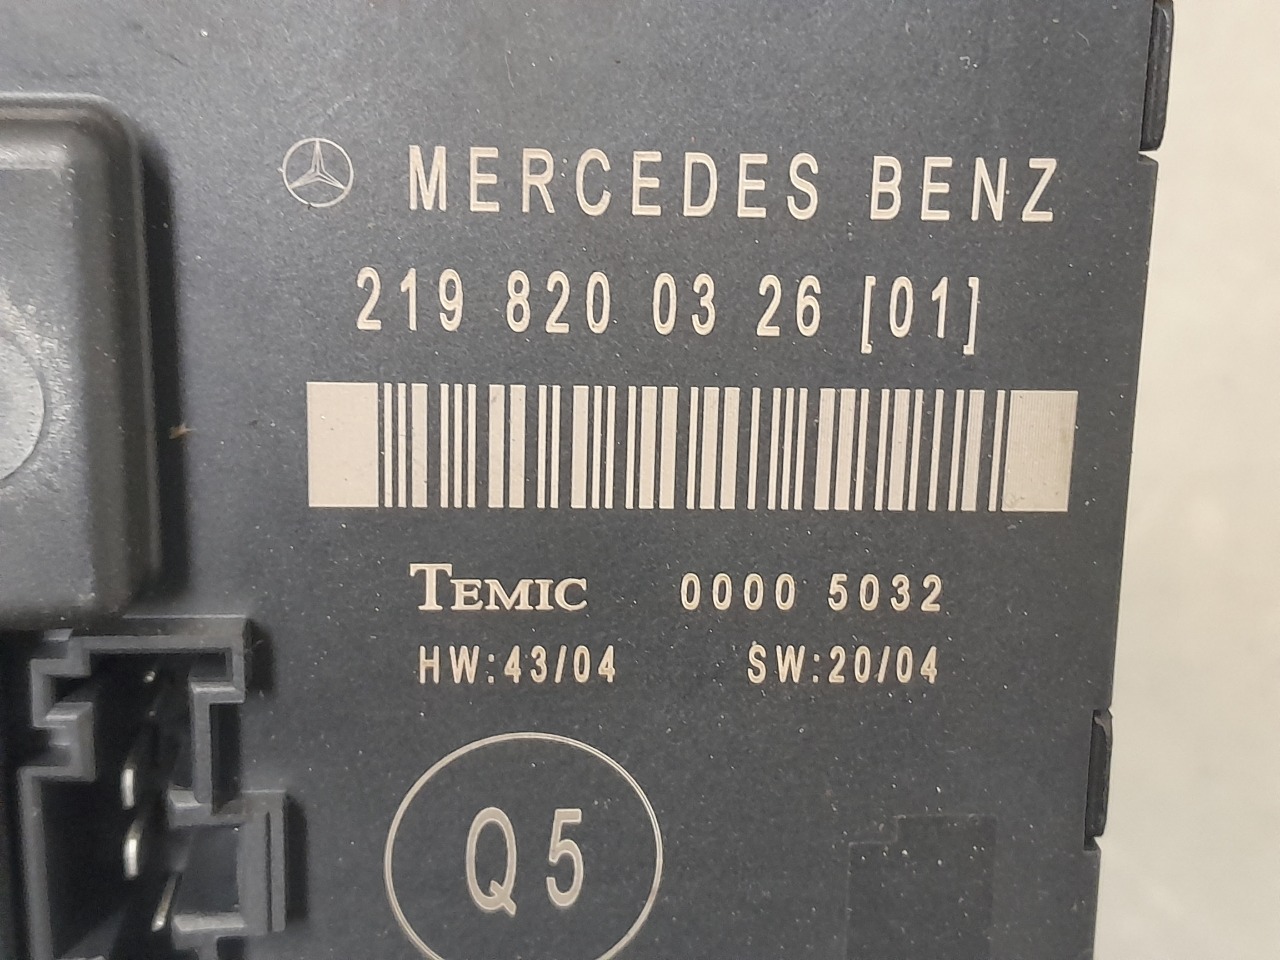 MERCEDES BENZ
219 820 03 26 [01]
TEMIC 0000 5032
HW:43/04 SW:20/04
Q5